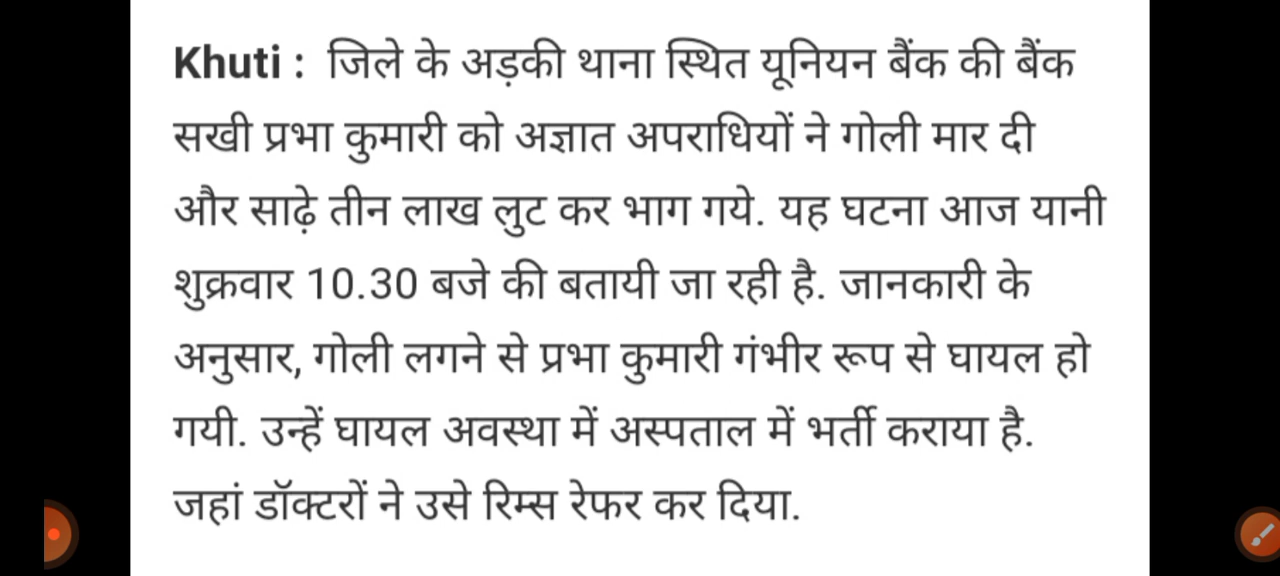 Khuti : जिले के अड़की थाना स्थित यूनियन बैंक की बैंक
सखी प्रभा कुमारी को अज्ञात अपराधियों ने गोली मार दी
और साढ़े तीन लाख लुट कर भाग गये. यह घटना आज यानी
शुक्रवार 10.30 बजे की बतायी जा रही है. जानकारी के
अनुसार, गोली लगने से प्रभा कुमारी गंभीर रूप से घायल हो
गयी. उन्हें घायल अवस्था में अस्पताल में भर्ती कराया है.
जहां डॉक्टरों ने उसे रिम्स रेफर कर दिया.